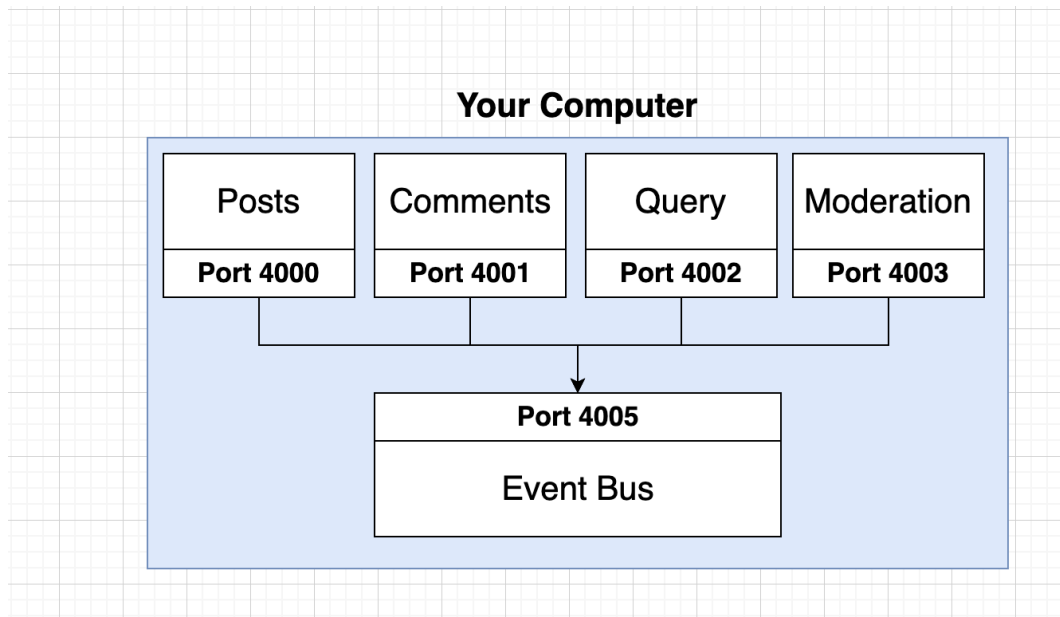 Your Computer
Posts
Comments
Query
Moderation
Port 4000
Port 4001
Port 4002
Port 4003
Port 4005
Event Bus